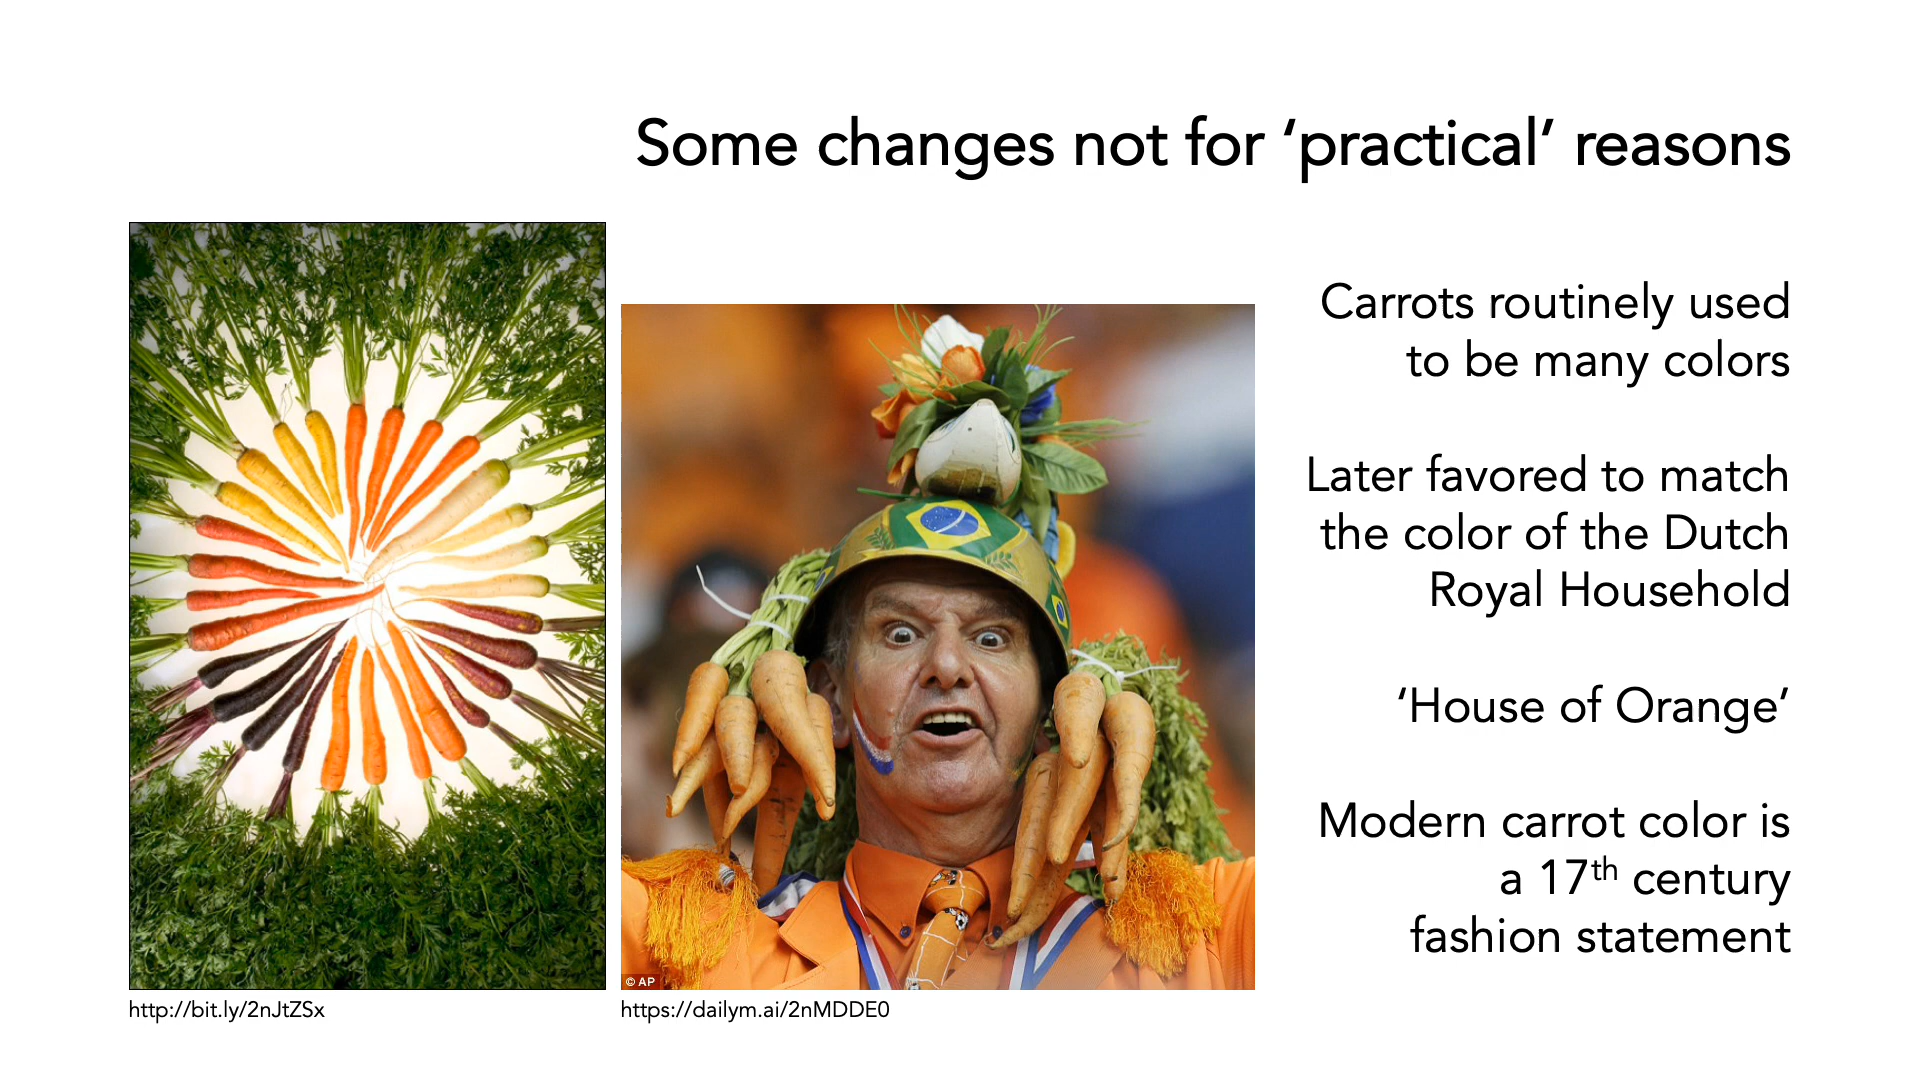 Some changes not for ‘practical’ reasons
Carrots routinely used
to be many colors
Later favored to match
the color of the Dutch
Royal Household
‘House of Orange’
Modern carrot color is
a 17th century
fashion statement
© AP
http://bit.ly/2nJtZSx
https://dailym.ai/2nMDDE0